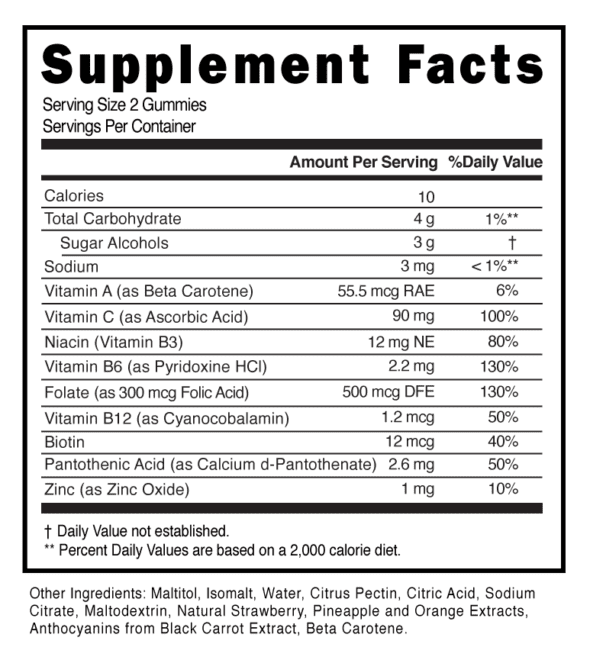 Supplement Facts
Serving Size 2 Gummies
Servings Per Container
Amount Per Serving %Daily Value
Calories 10
Total Carbohydrate 4 g 1%**
Sugar Alcohols 3 g †
Sodium 3 mg < 1%**
Vitamin A (as Beta Carotene) 55.5 mcg RAE 6%
Vitamin C (as Ascorbic Acid) 90 mg 100%
Niacin (Vitamin B3) 12 mg NE 80%
Vitamin B6 (as Pyridoxine HCl) 2.2 mg 130%
Folate (as 300 mcg Folic Acid) 500 mcg DFE 130%
Vitamin B12 (as Cyanocobalamin) 1.2 mcg 50%
Biotin 12 mcg 40%
Pantothenic Acid (as Calcium d-Pantothenate) 2.6 mg 50%
Zinc (as Zinc Oxide) 1 mg 10%
† Daily Value not established.
** Percent Daily Values are based on a 2,000 calorie diet.
Other Ingredients: Maltitol, Isomalt, Water, Citrus Pectin, Citric Acid, Sodium
Citrate, Maltodextrin, Natural Strawberry, Pineapple and Orange Extracts,
Anthocyanins from Black Carrot Extract, Beta Carotene.